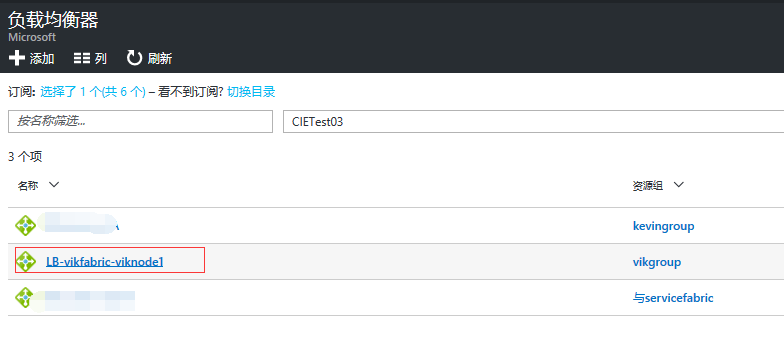 负载均衡器
Microsoft
添加 列 刷新
订阅: 选择了 1 个(共 6 个) – 看不到订阅? 切换目录
按名称筛选... CIETest03
3 个项
名称 资源组
kevingroup
LB-vikfabric-viknode1 vikgroup
与servicefabric